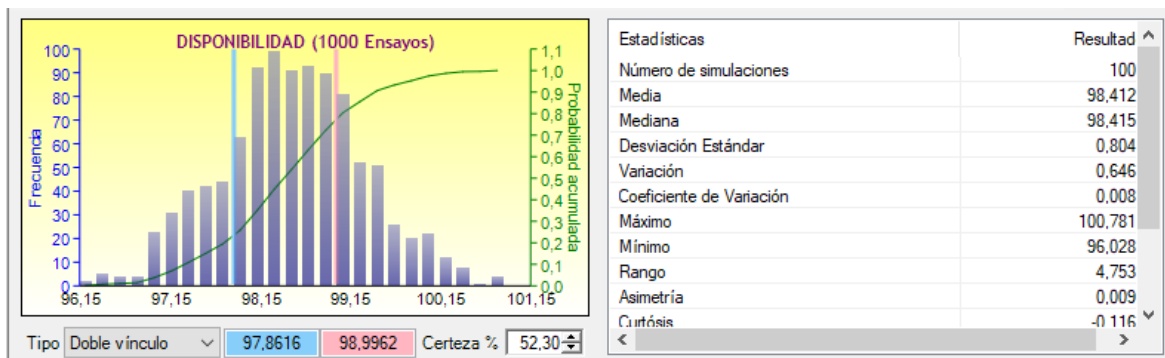 DISPONIBILIDAD (1000 Ensayos)
Frecuencia
100
90
80
70
60
50
40
30
20
10
0
1,1
1,0
0,9
0,8
0,7
0,6
0,5
0,4
0,3
0,2
0,1
0,0
Probabilidad acumulada
96,15 97,15 98,15 99,15 100,15 101,15
Tipo Doble vínculo 97,8616 98,9962 Certeza % 52,30
Estadísticas Resultad
Número de simulaciones 100
Media 98,412
Mediana 98,415
Desviación Estándar 0,804
Variación 0,646
Coeficiente de Variación 0,008
Máximo 100,781
Mínimo 96,028
Rango 4,753
Asimetría 0,009
Curtósis -0,116